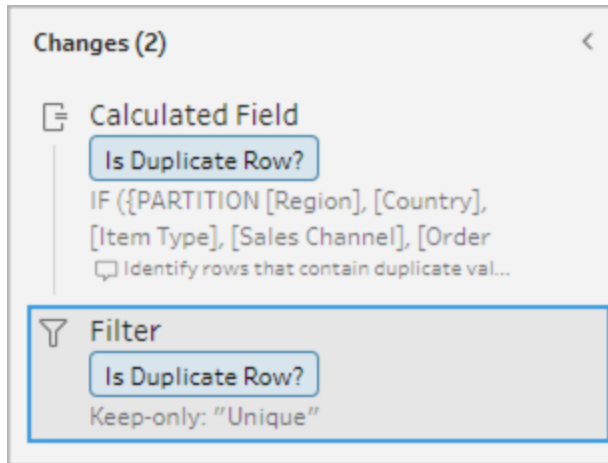 Changes (2)
Calculated Field
Is Duplicate Row?
IF ({PARTITION [Region], [Country],
[Item Type], [Sales Channel], [Order
Identify rows that contain duplicate val...
Filter
Is Duplicate Row?
Keep-only: "Unique"